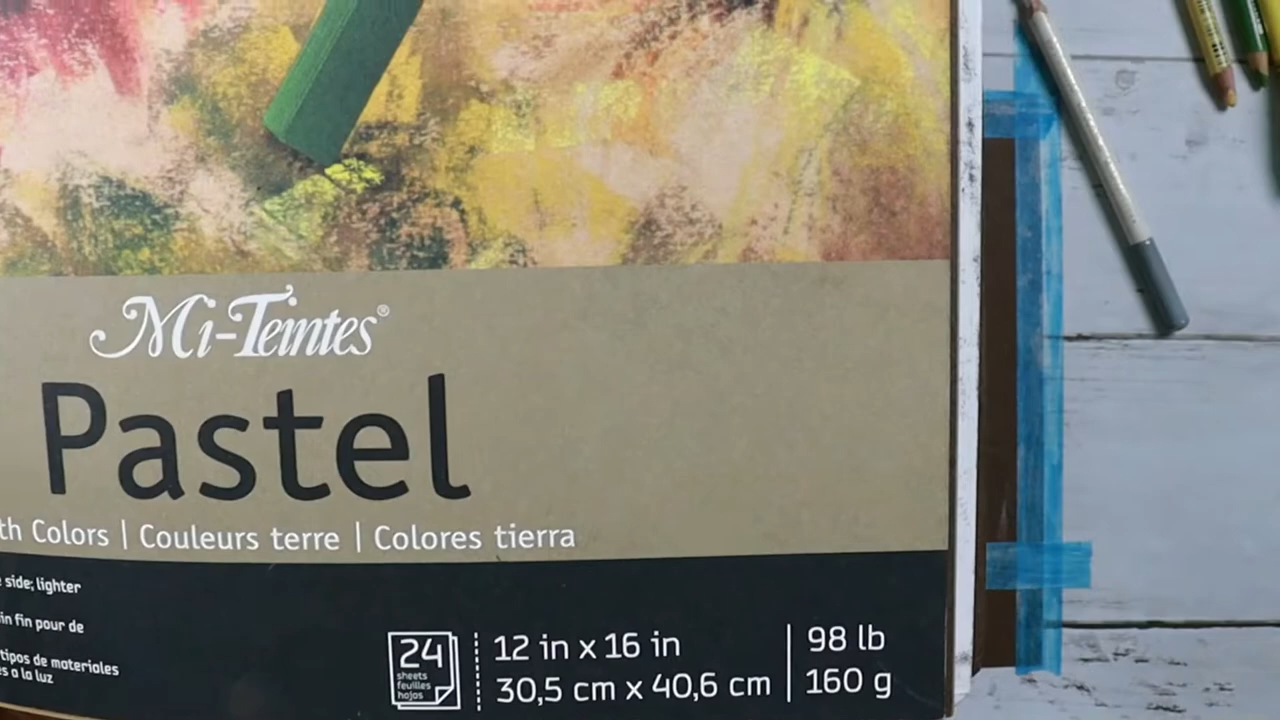 Mi-Teintes®
Pastel
th Colors | Couleurs terre | Colores tierra
side; lighter
in fin pour de
tipos de materiales
s a la luz
24
sheets
feuilles
hojas
12 in x 16 in
30,5 cm x 40,6 cm
98 lb
160 g